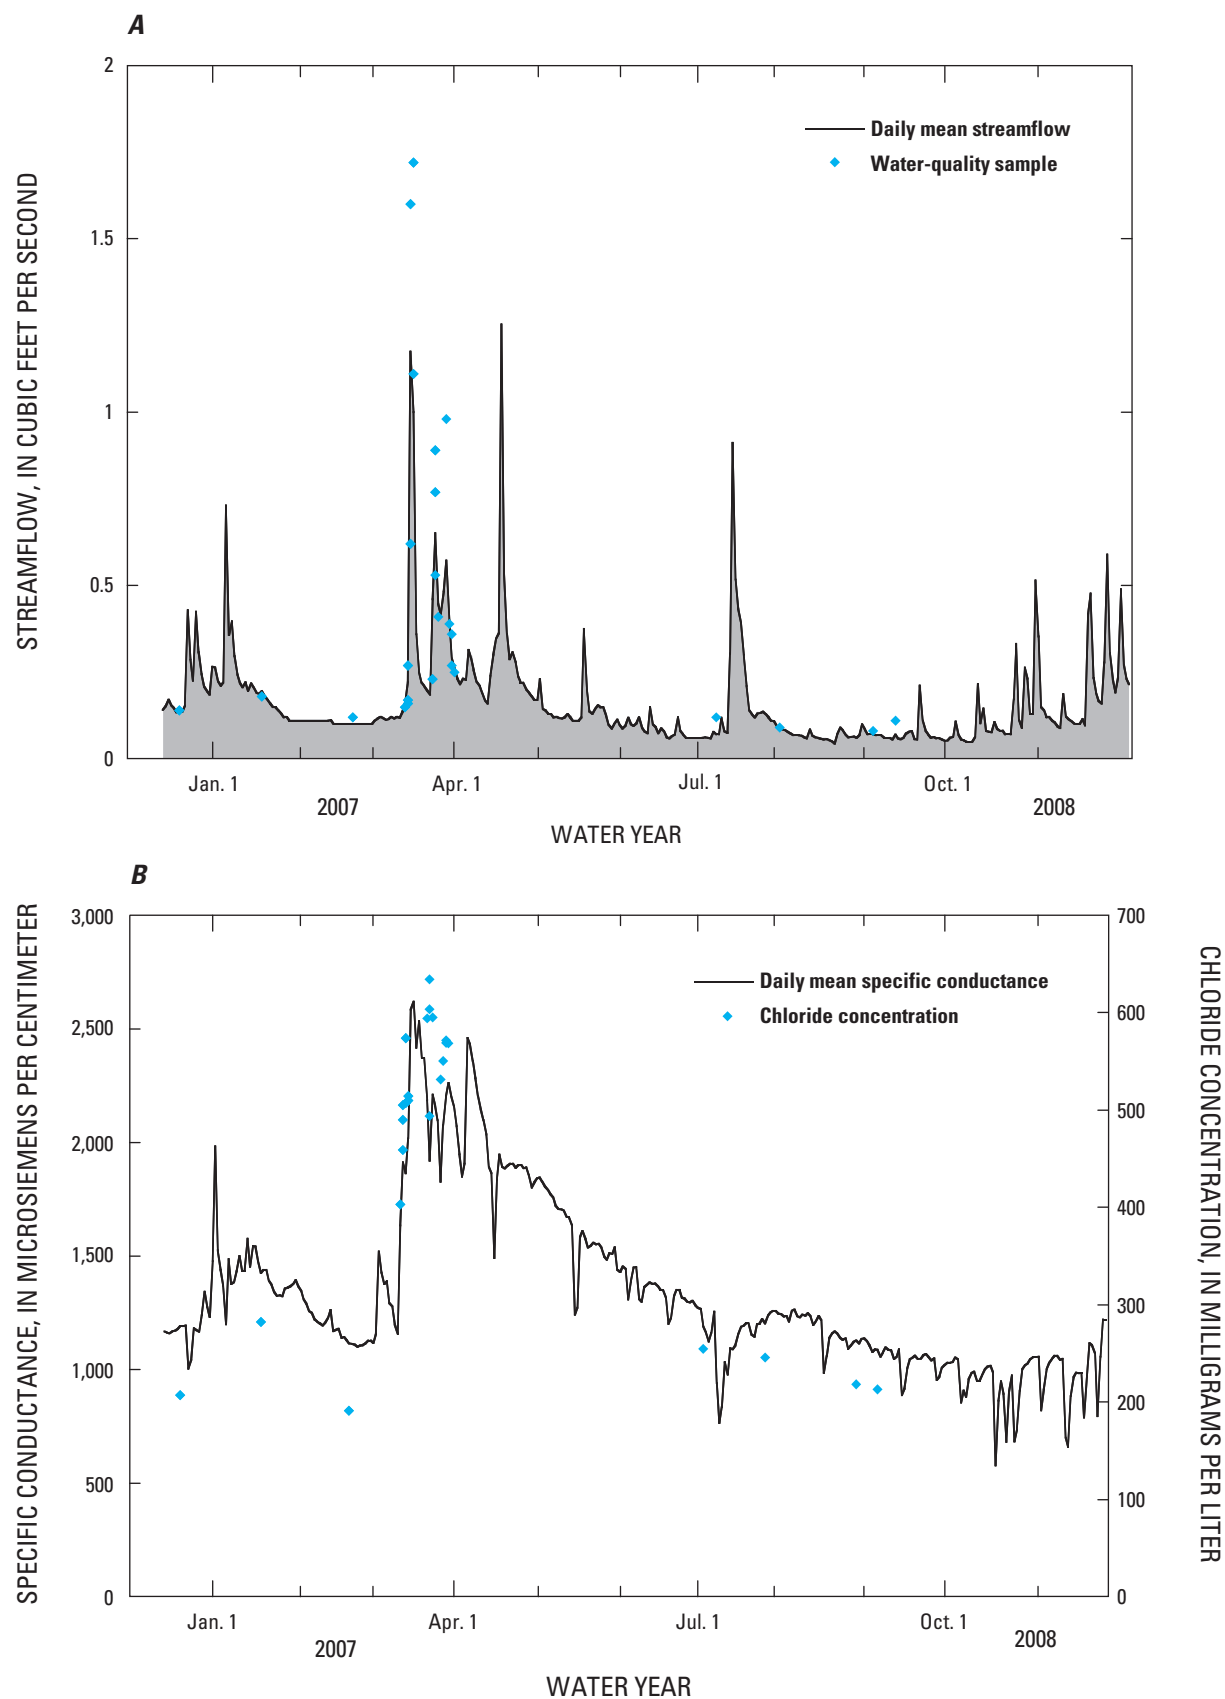 A
STREAMFLOW, IN CUBIC FEET PER SECOND
2
1.5
1
0.5
0
Daily mean streamflow
Water-quality sample
Jan. 1
Apr. 1
Jul. 1
Oct. 1
2007
2008
WATER YEAR
B
SPECIFIC CONDUCTANCE, IN MICROSIEMENS PER CENTIMETER
3,000
2,500
2,000
1,500
1,000
500
0
Daily mean specific conductance
Chloride concentration
700
600
500
400
300
200
100
0
CHLORIDE CONCENTRATION, IN MILLIGRAMS PER LITER
Jan. 1
Apr. 1
Jul. 1
Oct. 1
2007
2008
WATER YEAR